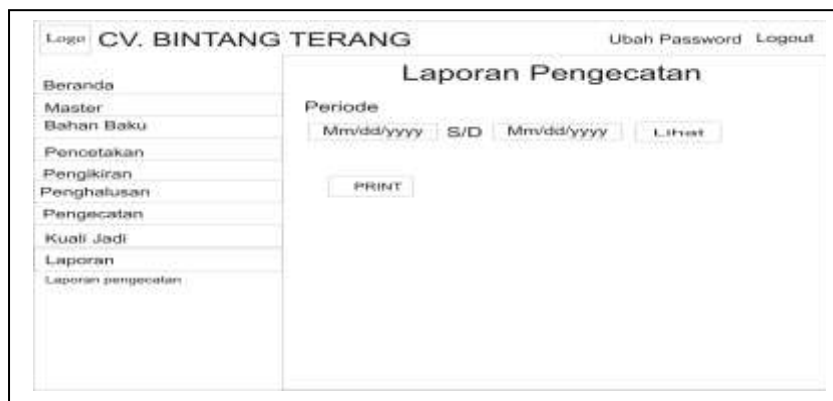 Logo CV. BINTANG TERANG
Ubah Password Logout
Beranda
Master
Bahan Baku
Pencetakan
Pengikiran
Penghalusan
Pengecatan
Kuali Jadi
Laporan
Laporan pengecatan
Laporan Pengecatan
Periode
Mm/dd/yyyy S/D Mm/dd/yyyy Lihat
PRINT